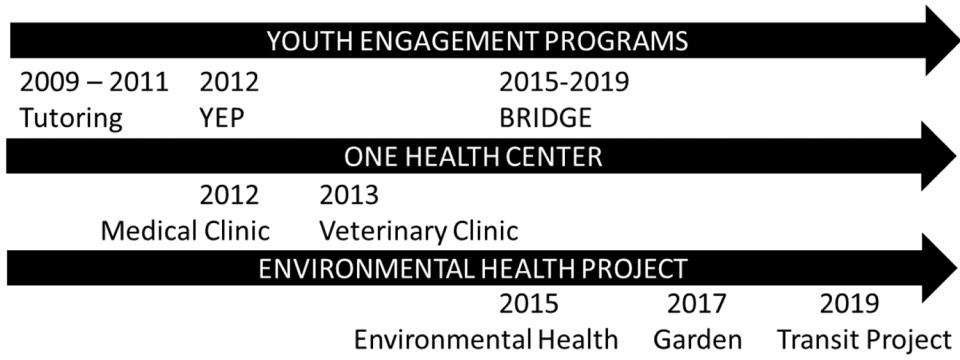 YOUTH ENGAGEMENT PROGRAMS
2009 – 2011 2012 2015-2019
Tutoring YEP BRIDGE
ONE HEALTH CENTER
2012 2013
Medical Clinic Veterinary Clinic
ENVIRONMENTAL HEALTH PROJECT
2015 2017 2019
Environmental Health Garden Transit Project